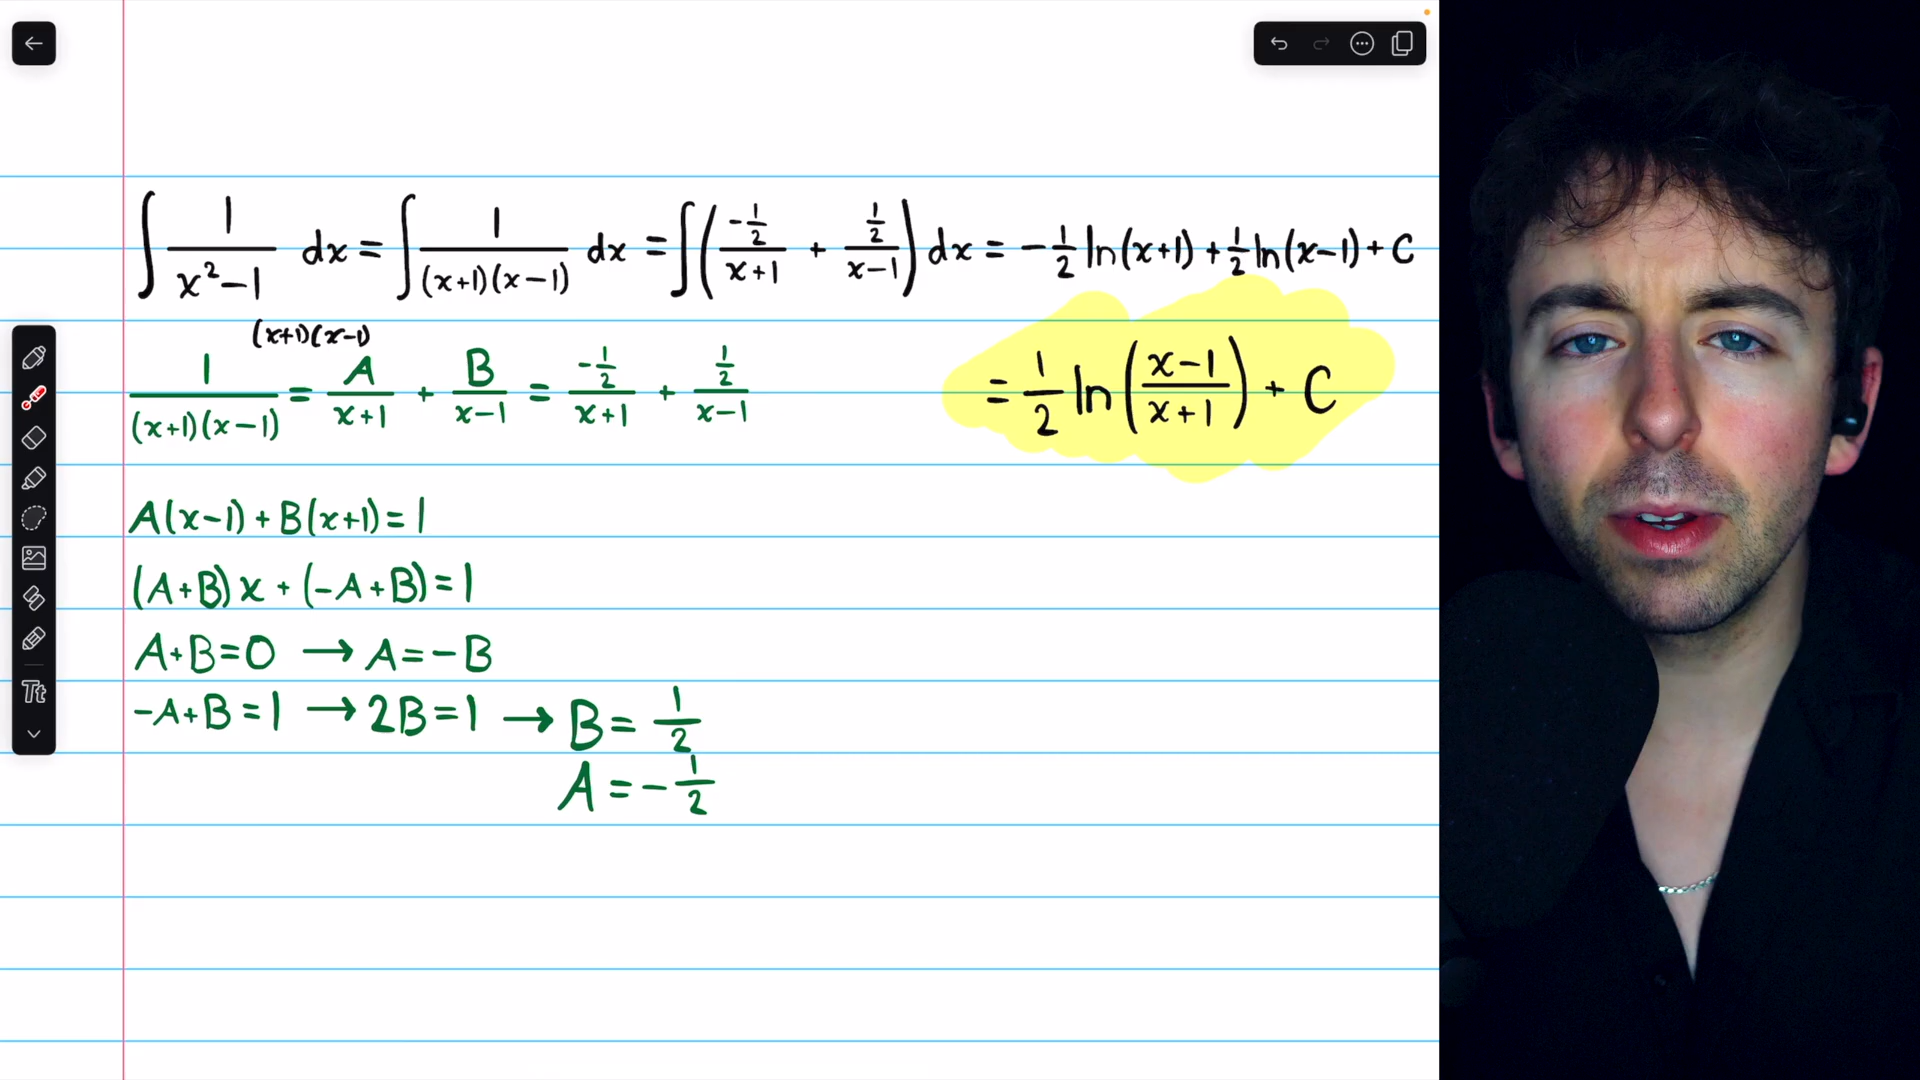 ∫ 1/(x²−1) dx = ∫ 1/((x+1)(x−1)) dx = ∫ ( (−1/2)/(x+1) + (1/2)/(x−1) ) dx = −1/2 ln(x+1) + 1/2 ln(x−1) + C
(x+1)(x−1)
1/((x+1)(x−1)) = A/(x+1) + B/(x−1) = (−1/2)/(x+1) + (1/2)/(x−1)
= 1/2 ln((x−1)/(x+1)) + C
A(x−1) + B(x+1) = 1
(A+B)x + (−A+B) = 1
A+B=0 → A=−B
−A+B=1 → 2B=1 → B=1/2
A=−1/2
Tt